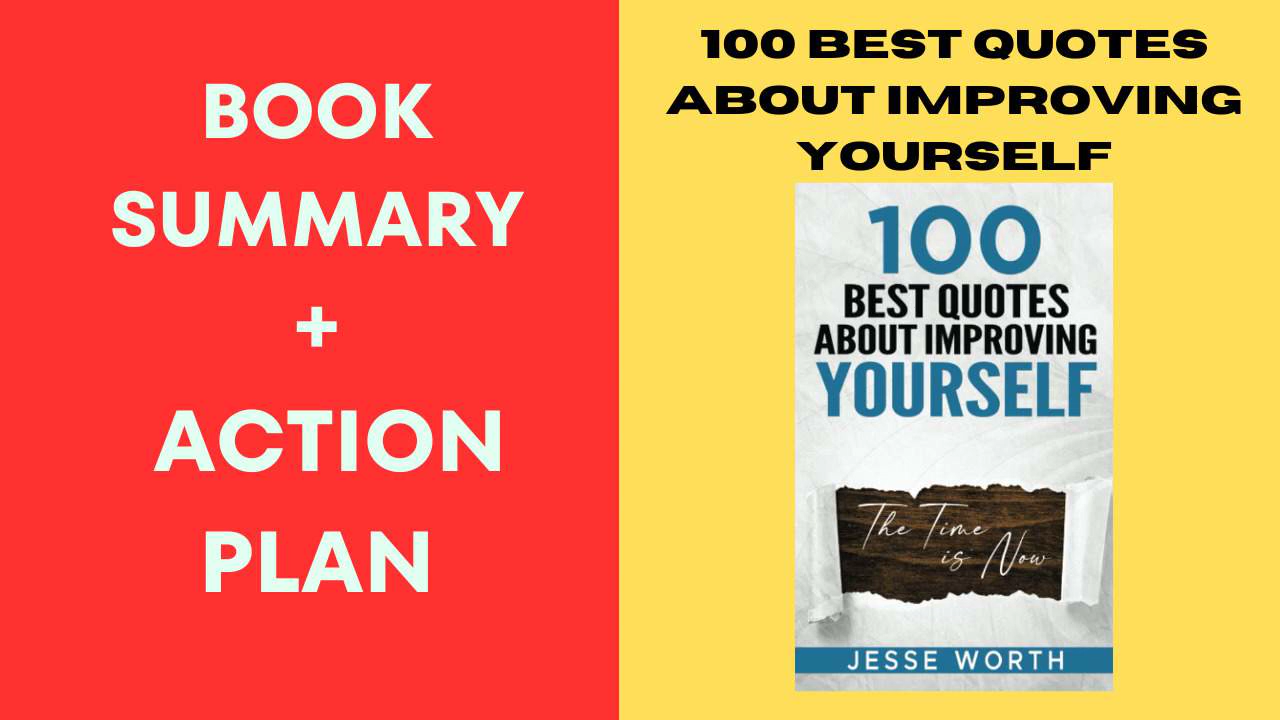 BOOK
SUMMARY
+
ACTION
PLAN
100 BEST QUOTES
ABOUT IMPROVING
YOURSELF
100
BEST QUOTES
ABOUT IMPROVING
YOURSELF
The Time
is Now
JESSE WORTH